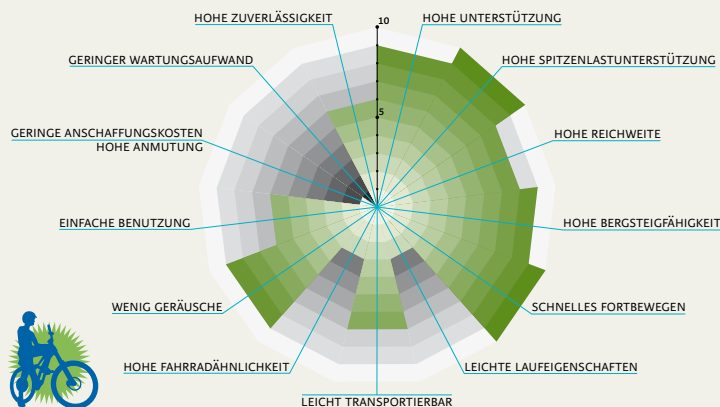 10
HOHE ZUVERLÄSSIGKEIT
HOHE UNTERSTÜTZUNG
GERINGER WARTUNGSAUFWAND
HOHE SPITZENLASTUNTERSTÜTZUNG
5
GERINGE ANSCHAFFUNGSKOSTEN
HOHE ANMUTUNG
HOHE REICHWEITE
EINFACHE BENUTZUNG
HOHE BERGSTEIGFÄHIGKEIT
WENIG GERÄUSCHE
SCHNELLES FORTBEWEGEN
HOHE FAHRRADÄHNLICHKEIT
LEICHTE LAUFEIGENSCHAFTEN
LEICHT TRANSPORTIERBAR